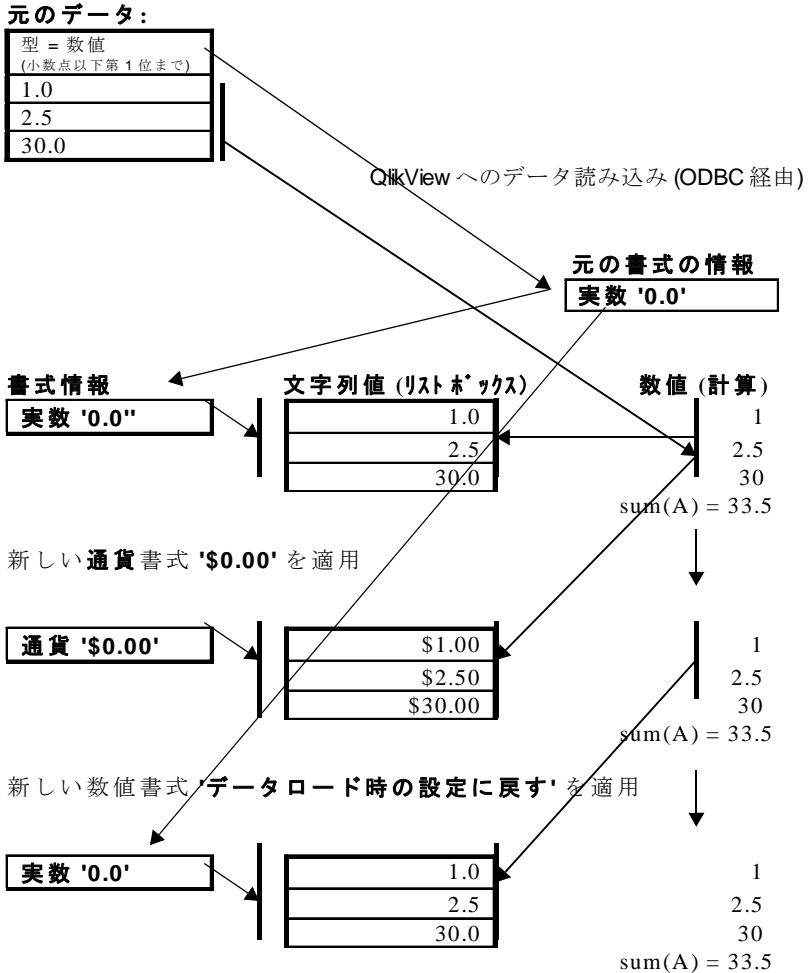 元のデータ:
型 = 数値
(小数点以下第 1 位まで)
1.0
2.5
30.0
QlikView へのデータ読み込み (ODBC 経由)
元の書式の情報
実数 '0.0'
書式情報
文字列値 (リストボックス)
数値 (計算)
実数 '0.0''
1.0
1
2.5
2.5
30.0
30
sum(A) = 33.5
新しい通貨書式 '$0.00' を適用
通貨 '$0.00'
$1.00
1
$2.50
2.5
$30.00
30
sum(A) = 33.5
新しい数値書式 'データロード時の設定に戻す' を適用
実数 '0.0'
1.0
1
2.5
2.5
30.0
30
sum(A) = 33.5